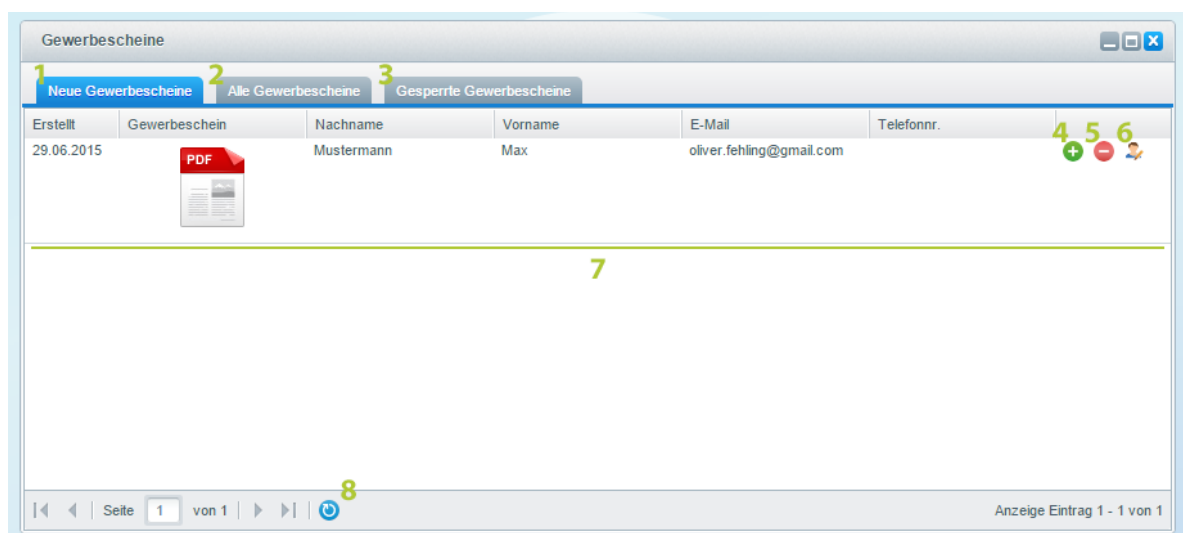 Gewerbescheine
1 2 3
Neue Gewerbescheine Alle Gewerbescheine Gesperrte Gewerbescheine
Erstellt Gewerbeschein Nachname Vorname E-Mail Telefonnr.
4 5 6
29.06.2015 PDF Mustermann Max oliver.fehling@gmail.com
7
8
Seite 1 von 1 Anzeige Eintrag 1 - 1 von 1